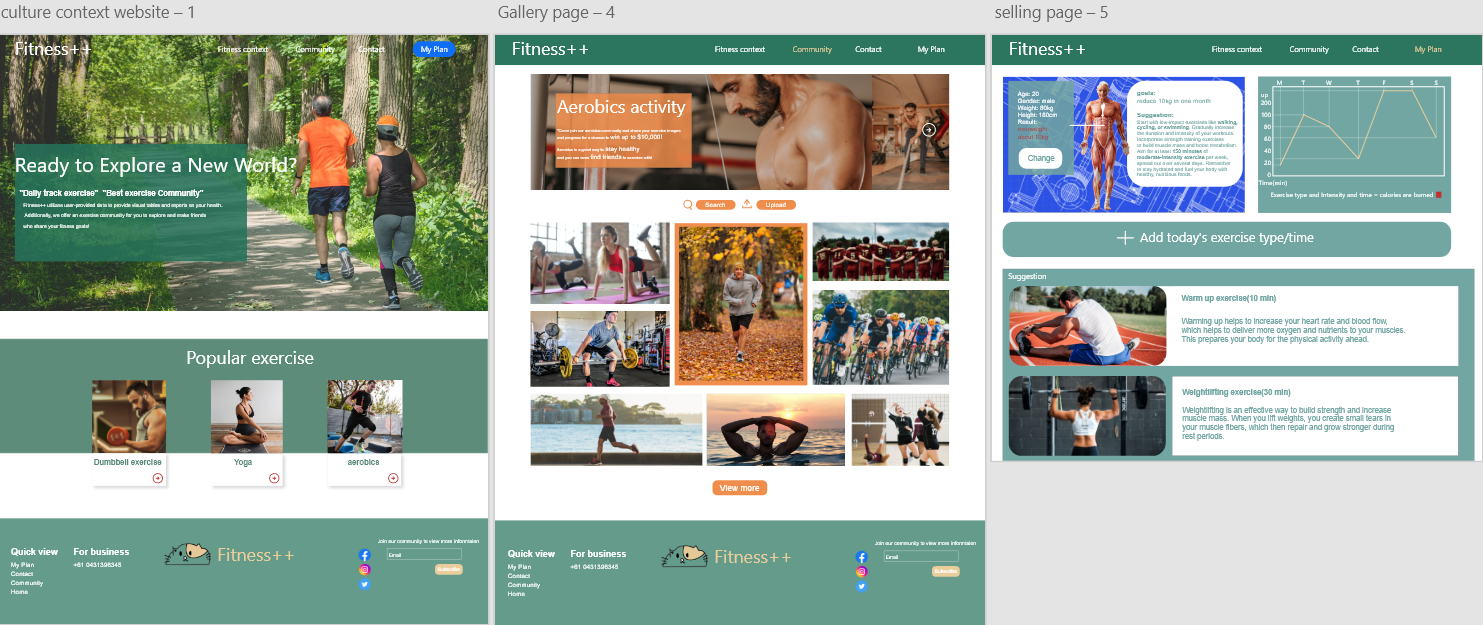 culture context website – 1
Fitness++
Fitness context
Community
Contact
My Plan
Ready to Explore a New World?
"Daily track exercise" "Best exercise Community"
Fitness++ utilises user-provided data to provide visual tables and reports on your health.
Additionally, we offer an exercise community for you to explore and make friends
who share your fitness goals!
Popular exercise
Dumbbell exercise
Yoga
aerobics
Quick view
My Plan
Contact
Community
Home
For business
+61 0431398345
Fitness++
Join our community to view more information
Email
Subscribe
Gallery page – 4
Fitness++
Fitness context
Community
Contact
My Plan
Aerobics activity
"Come join our aerobics community and share your exercise images
and progress for a chance to win up to $10,000!
Exercise is a great way to stay healthy
and you can even find friends to exercise with!
Search
Upload
View more
Quick view
My Plan
Contact
Community
Home
For business
+61 0431398345
Fitness++
Join our community to view more information
Email
Subscribe
selling page – 5
Fitness++
Fitness context
Community
Contact
My Plan
Age: 20
Gender: male
Weight: 80kg
Height: 180cm
Result:
Change
goals:
reduce 10kg in one month
Suggestion:
Start with low-impact exercises like walking,
cycling, or swimming. Gradually increase
the duration and intensity of your workouts.
Incorporate strength training exercises
to build muscle mass and boost metabolism.
Aim for at least 150 minutes of
moderate-intensity exercise per week,
spread out over several days. Remember
to stay hydrated and fuel your body with
healthy, nutritious foods.
M T W T F S S
up
200
100
80
60
40
20
0
Time(min)
Exercise type and Intensity and time = calories are burned
Add today's exercise type/time
Suggestion
Warm up exercise(10 min)
Warming up helps to increase your heart rate and blood flow,
which helps to deliver more oxygen and nutrients to your muscles.
This prepares your body for the physical activity ahead.
Weightlifting exercise(30 min)
Weightlifting is an effective way to build strength and increase
muscle mass. When you lift weights, you create small tears in
your muscle fibers, which then repair and grow stronger during
rest periods.